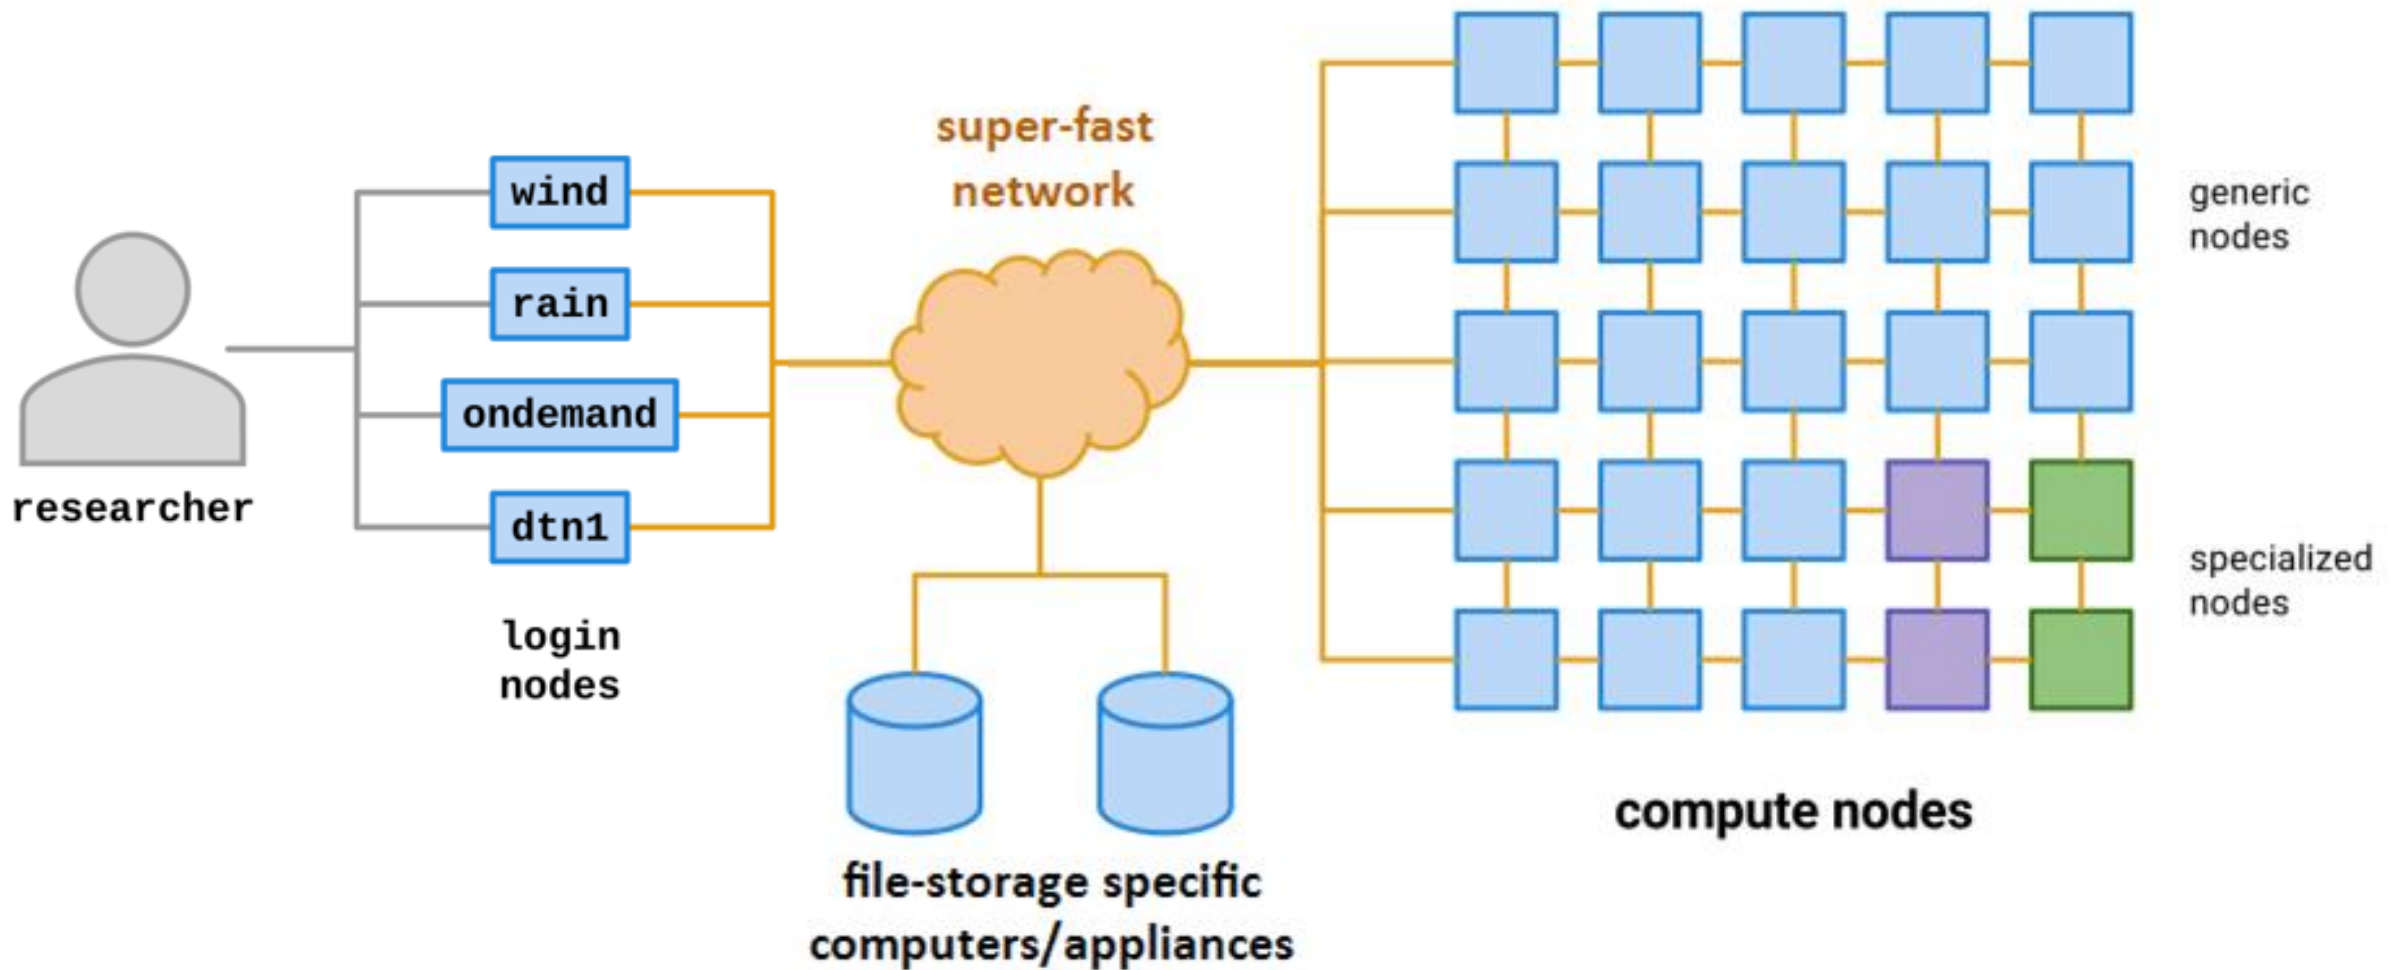 researcher
wind
rain
ondemand
dtn1
login
nodes
super-fast
network
file-storage specific
computers/appliances
generic
nodes
specialized
nodes
compute nodes